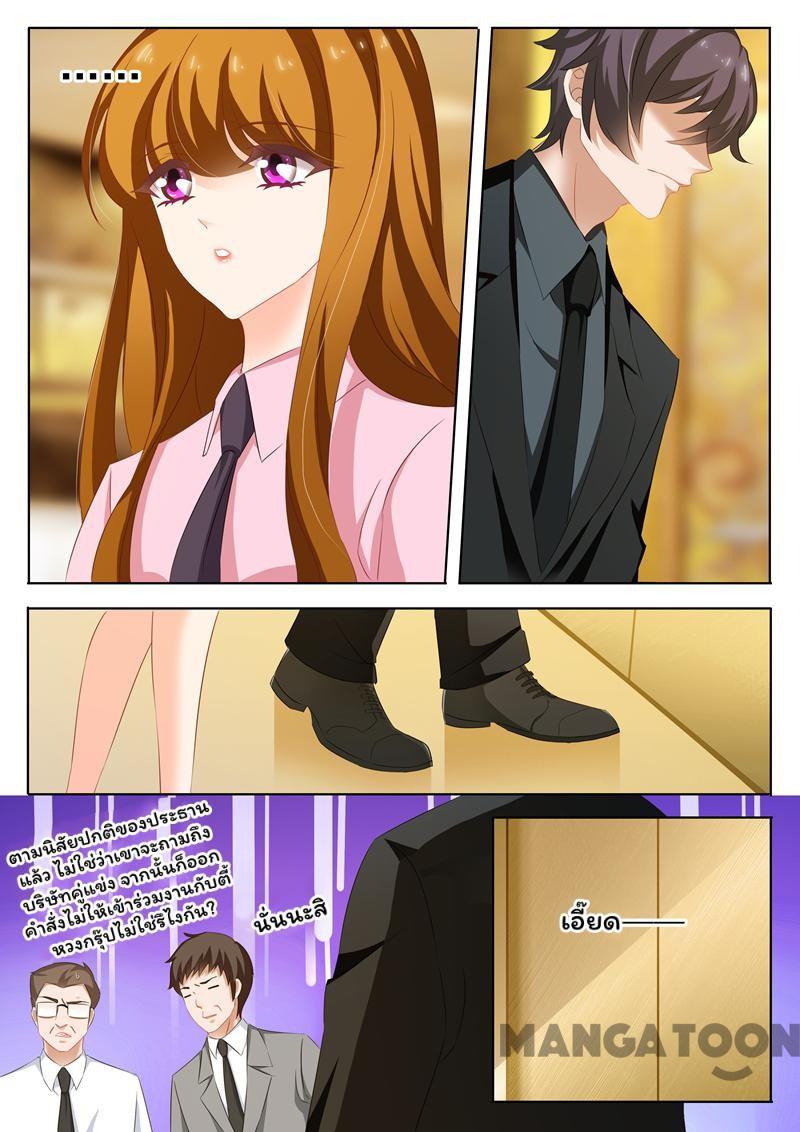 ......
ตามนิสัยปกติของประธาน
แล้ว ไม่ใช่ว่าเขาจะถามถึง
บริษัทคู่แข่ง จากนั้นก็ออก
คำสั่งไม่ให้เข้าร่วมงานกับตี้
หวงกรุ๊ปไม่ใช่รึไงกัน?
นั่นนะสิ
เอี๊ยด——
MANGATOON